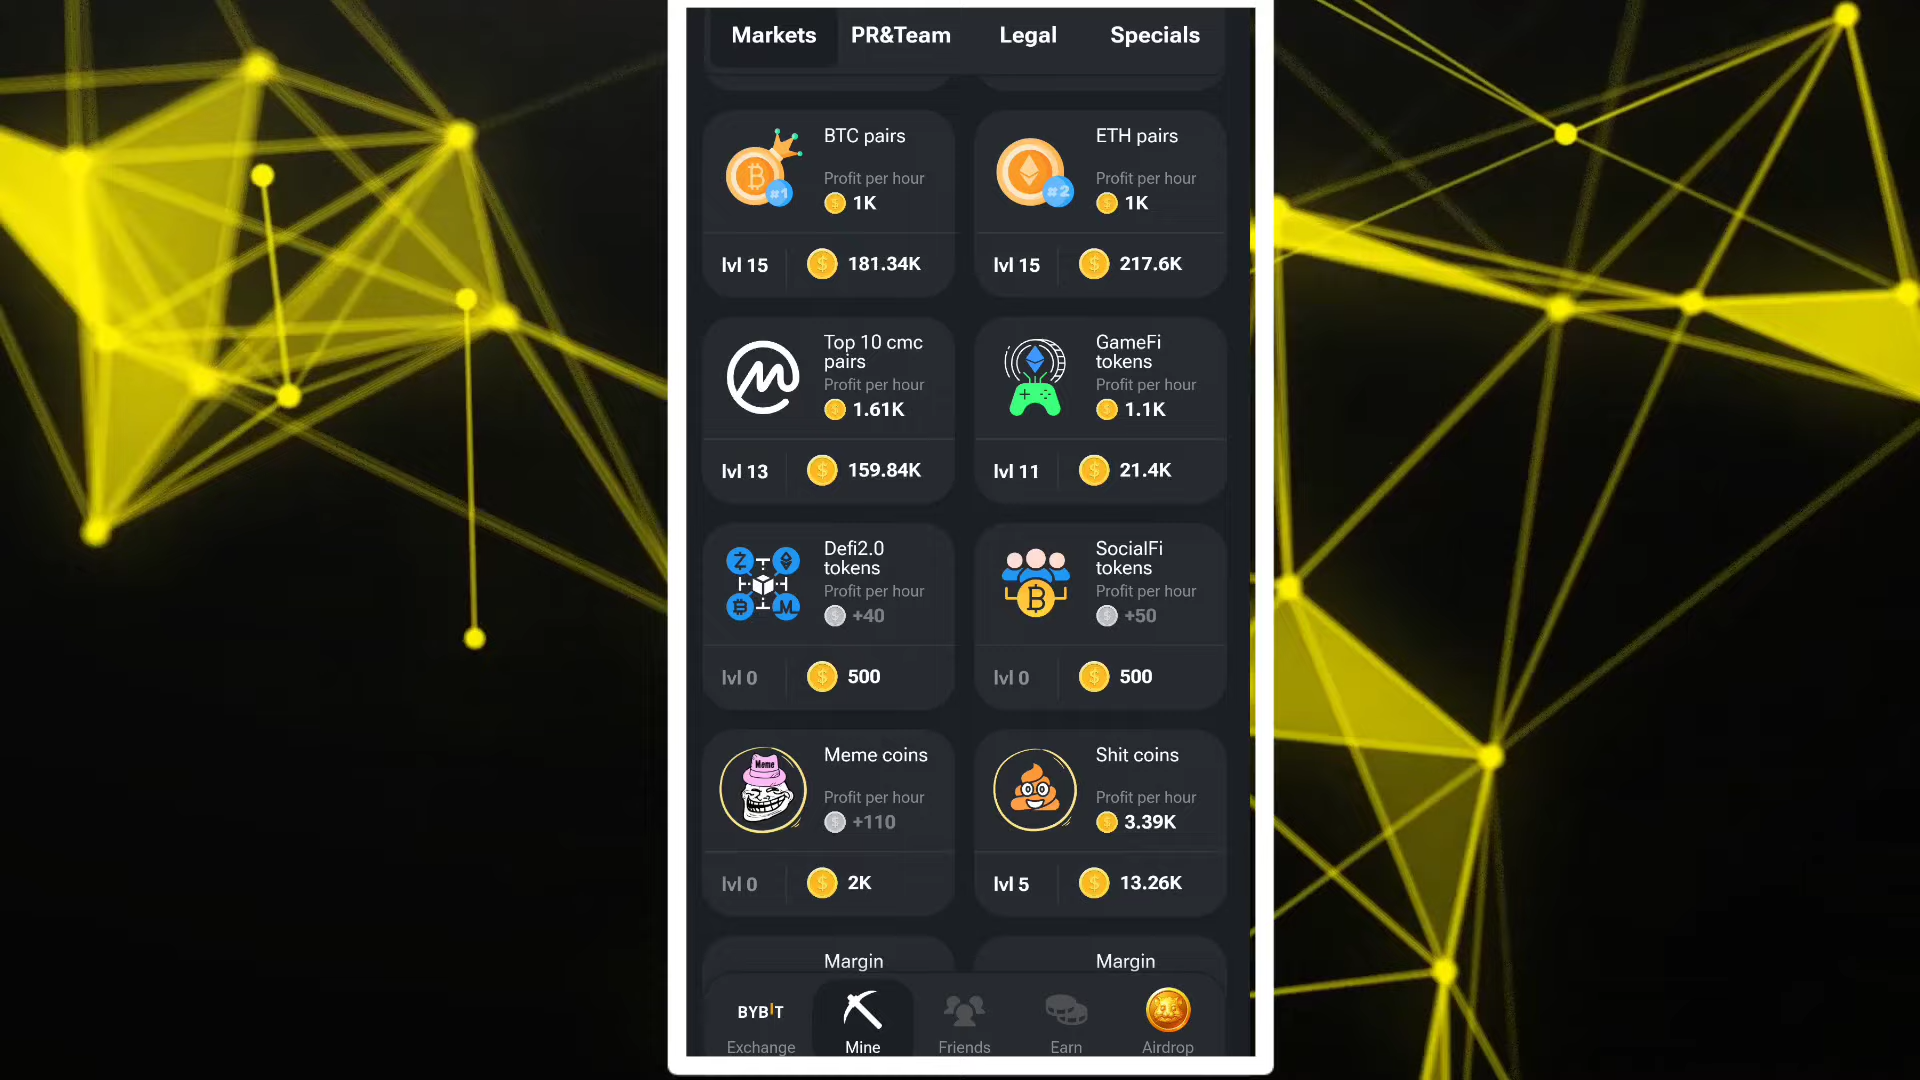 Markets PR&Team Legal Specials
BTC pairs
Profit per hour
1K
#1
lvl 15
181.34K
ETH pairs
Profit per hour
1K
#2
lvl 15
217.6K
Top 10 cmc
pairs
Profit per hour
1.61K
lvl 13
159.84K
GameFi
tokens
Profit per hour
1.1K
lvl 11
21.4K
Defi2.0
tokens
Profit per hour
+40
lvl 0
500
SocialFi
tokens
Profit per hour
+50
lvl 0
500
Meme
Meme coins
Profit per hour
+110
lvl 0
2K
Shit coins
Profit per hour
3.39K
lvl 5
13.26K
Margin
Margin
BYBIT
Exchange Mine Friends Earn Airdrop